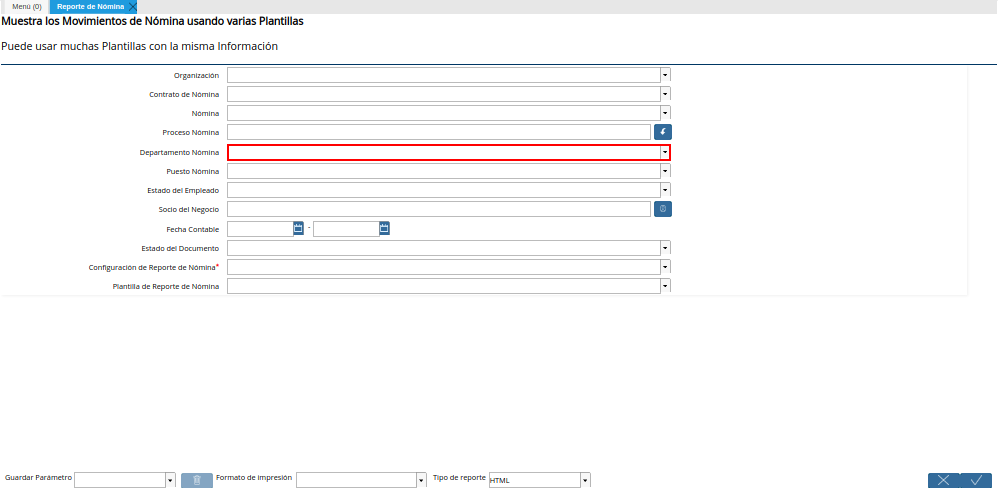 Menú (0) Reporte de Nómina
Muestra los Movimientos de Nómina usando varias Plantillas
Puede usar muchas Plantillas con la misma Información
Organización
Contrato de Nómina
Nómina
Proceso Nómina
Departamento Nómina
Puesto Nómina
Estado del Empleado
Socio del Negocio
Fecha Contable -
Estado del Documento
Configuración de Reporte de Nómina*
Plantilla de Reporte de Nómina
Guardar Parámetro Formato de impresión Tipo de reporte HTML